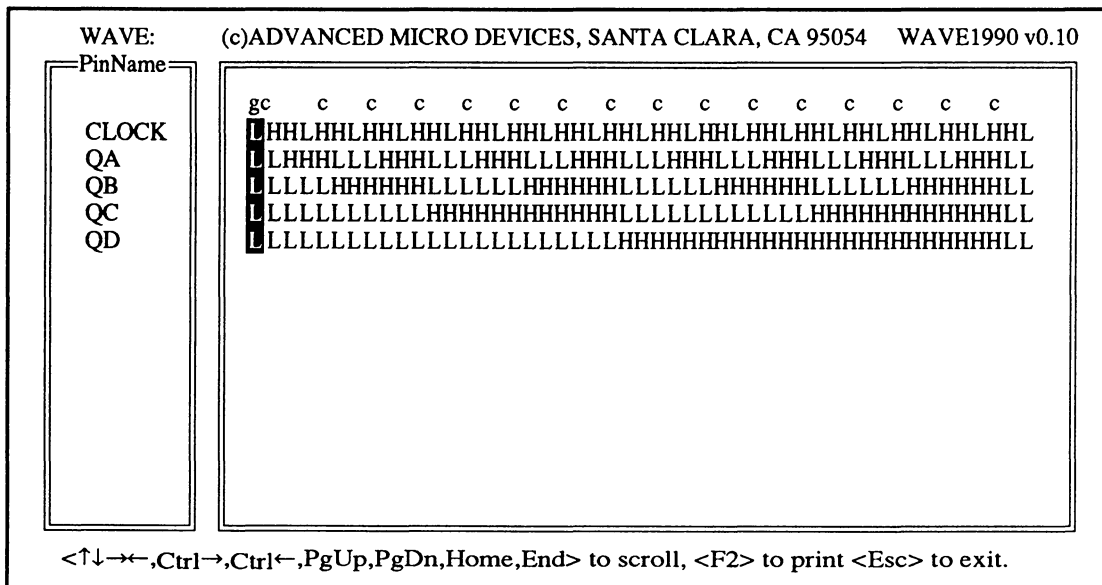 WAVE: (c)ADVANCED MICRO DEVICES, SANTA CLARA, CA 95054 WAVE1990 v0.10
PinName
gc c c c c c c c c c c c c c c c
CLOCK LHHLHHLHHLHHLHHLHHLHHLHHLHHLHHLHHLHHLHHLHHLHHLHHL
QA LLHHHLLLHHHLLLHHHLLLHHHLLLHHHLLLHHHLLLHHHLLLHHHLL
QB LLLLLHHHHHHLLLLLLHHHHHHLLLLLLHHHHHHLLLLLLHHHHHHLL
QC LLLLLLLLLLLHHHHHHHHHHHHLLLLLLLLLLLLHHHHHHHHHHHHLL
QD LLLLLLLLLLLLLLLLLLLLLLLHHHHHHHHHHHHHHHHHHHHHHHHLL
<↑↓→←,Ctrl→,Ctrl←,PgUp,PgDn,Home,End> to scroll, <F2> to print <Esc> to exit.